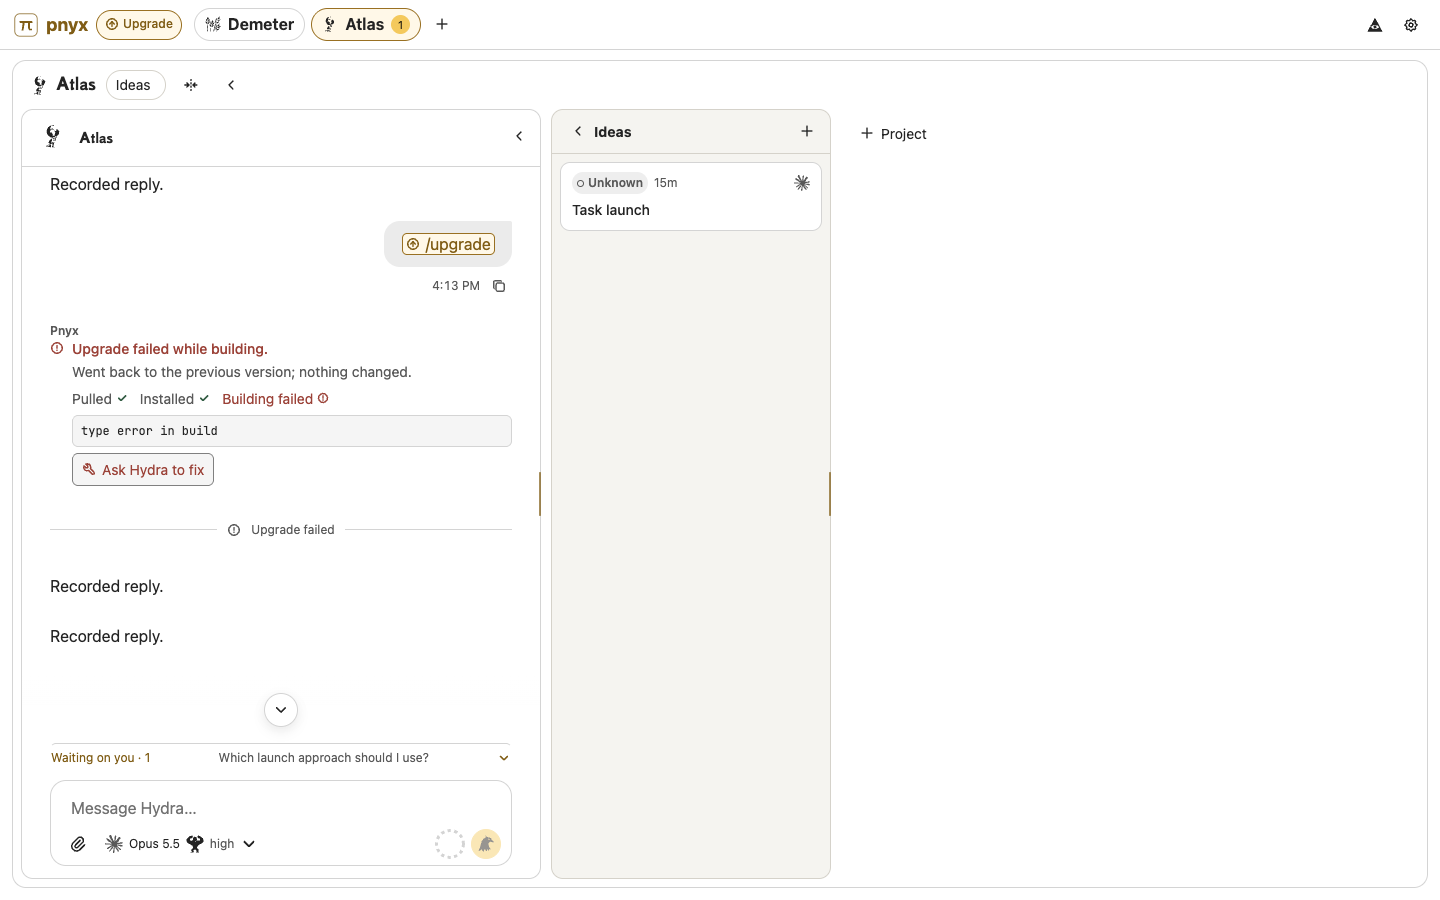 π pnyx Upgrade Demeter Atlas 1
Atlas Ideas
Atlas
Recorded reply.
/upgrade
4:13 PM
Pnyx
Upgrade failed while building.
Went back to the previous version; nothing changed.
Pulled Installed Building failed
type error in build
Ask Hydra to fix
Upgrade failed
Recorded reply.
Recorded reply.
Waiting on you · 1 Which launch approach should I use?
Message Hydra...
Opus 5.5 high
Ideas
Unknown 15m
Task launch
Project